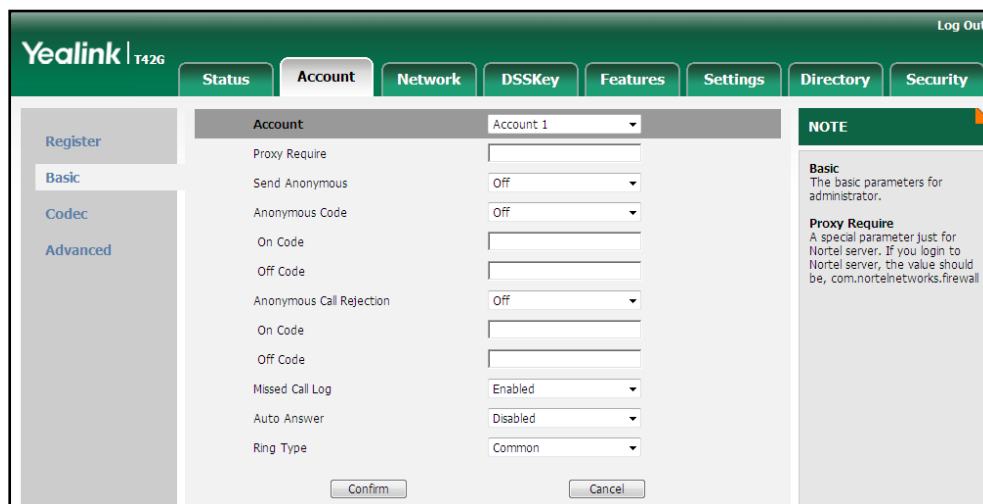 Log Out
Yealink T42G
Status Account Network DSSKey Features Settings Directory Security
Register
Basic
Codec
Advanced
Account Account 1
Proxy Require
Send Anonymous Off
Anonymous Code Off
On Code
Off Code
Anonymous Call Rejection Off
On Code
Off Code
Missed Call Log Enabled
Auto Answer Disabled
Ring Type Common
Confirm Cancel
NOTE
Basic
The basic parameters for
administrator.
Proxy Require
A special parameter just for
Nortel server. If you login to
Nortel server, the value should
be, com.nortelnetworks.firewall